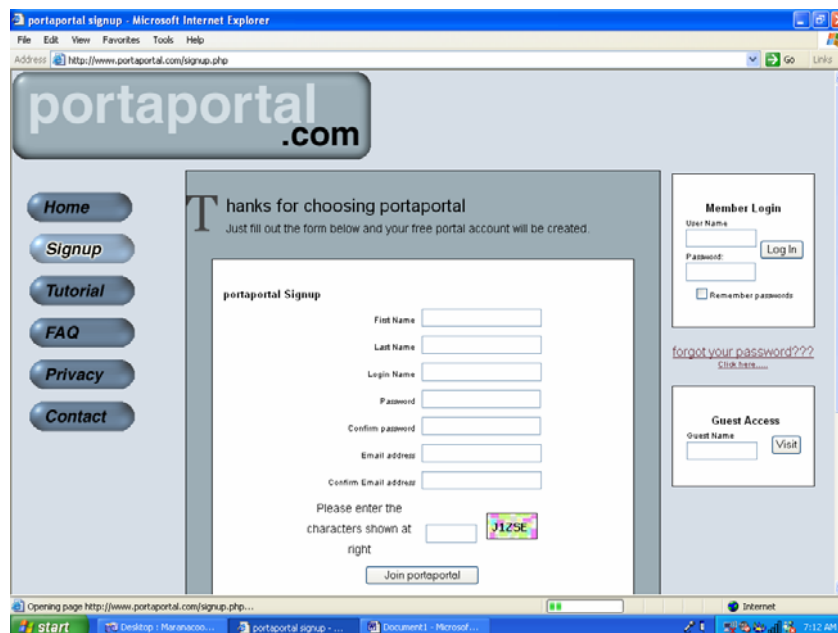 portaportal signup - Microsoft Internet Explorer
File Edit View Favorites Tools Help
Address http://www.portaportal.com/signup.php Go Links
portaportal
.com
Home
Signup
Tutorial
FAQ
Privacy
Contact
Thanks for choosing portaportal
Just fill out the form below and your free portal account will be created.
portaportal Signup
First Name
Last Name
Login Name
Password
Confirm password
Email address
Confirm Email address
Please enter the
characters shown at
right
J1ZSE
Join portaportal
Member Login
User Name
Password:
Log In
Remember passwords
forgot your password???
Click here.....
Guest Access
Guest Name
Visit
Opening page http://www.portaportal.com/signup.php... Internet
start Desktop : Maranacoo... portaportal signup - ... Document1 - Microsof... 7:12 AM